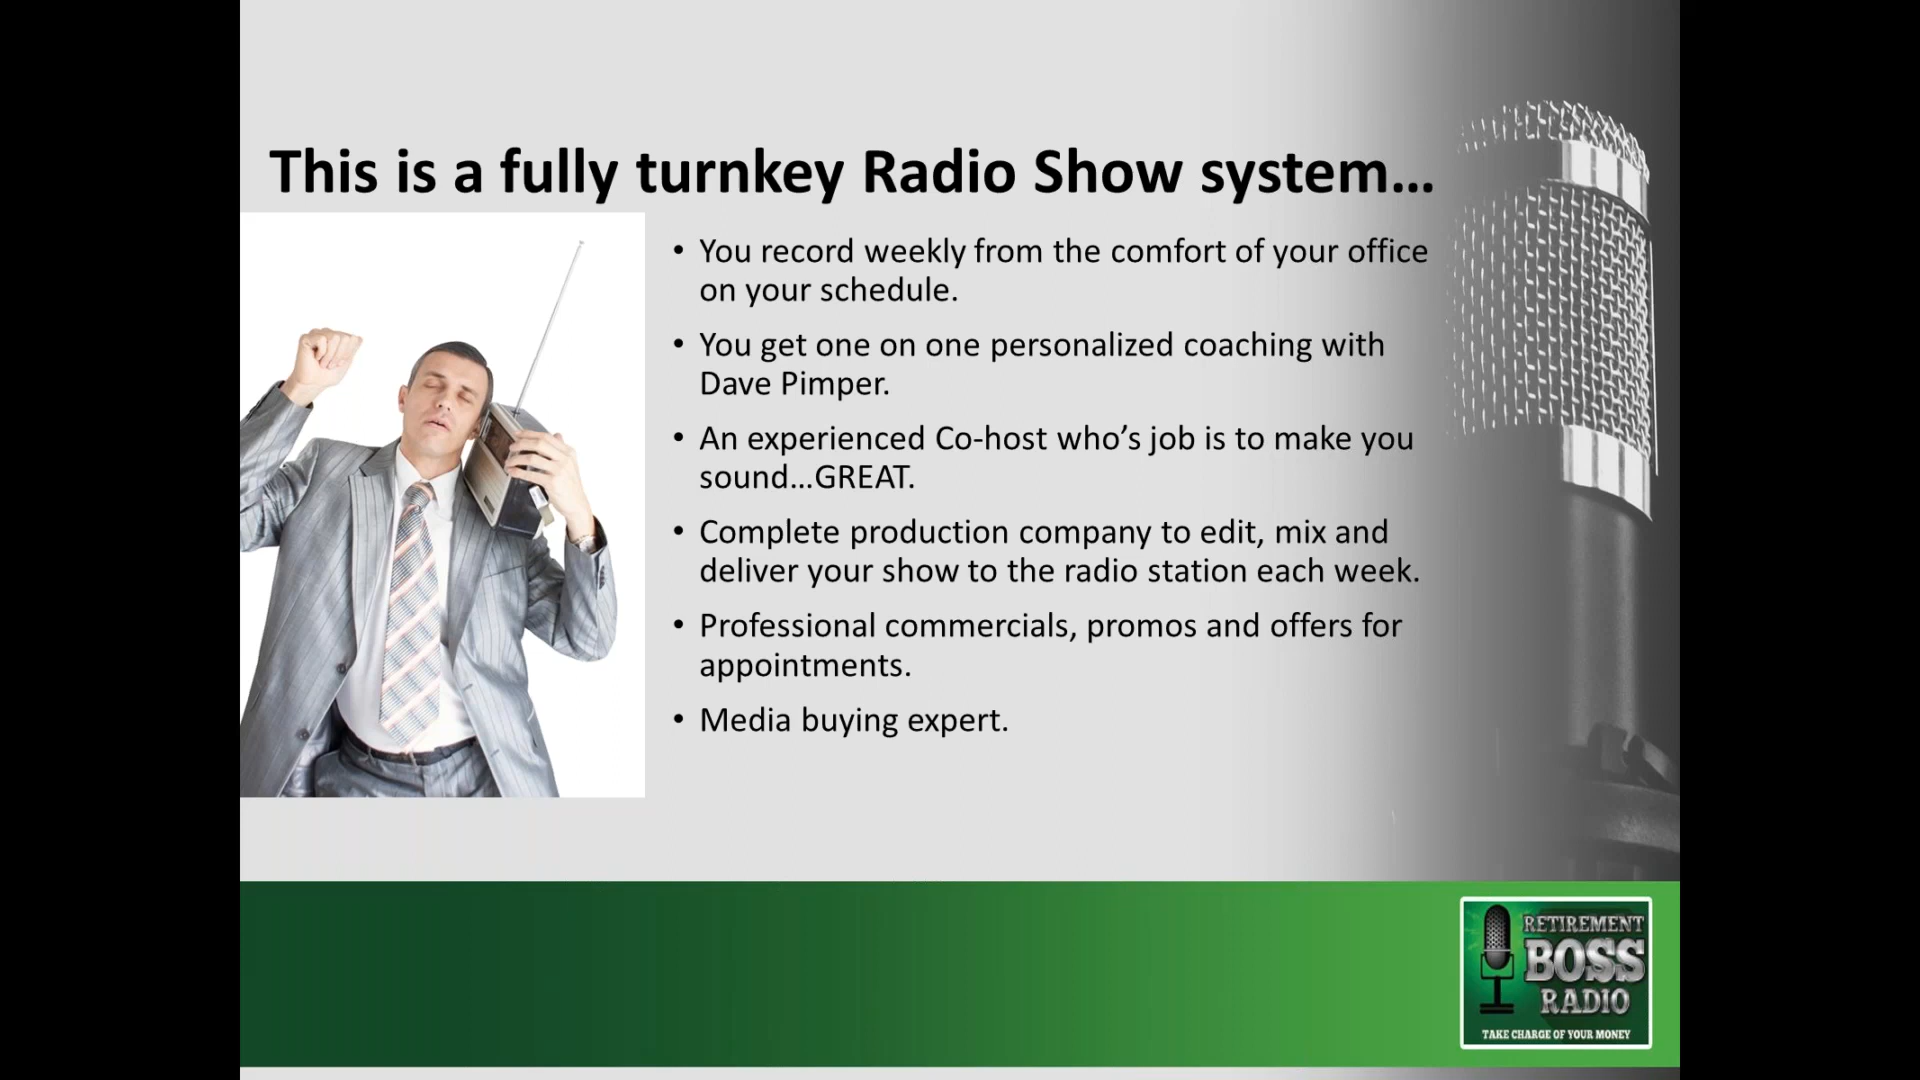 This is a fully turnkey Radio Show system...
• You record weekly from the comfort of your office
on your schedule.
• You get one on one personalized coaching with
Dave Pimper.
• An experienced Co-host who’s job is to make you
sound...GREAT.
• Complete production company to edit, mix and
deliver your show to the radio station each week.
• Professional commercials, promos and offers for
appointments.
• Media buying expert.
RETIREMENT
BOSS
RADIO
TAKE CHARGE OF YOUR MONEY